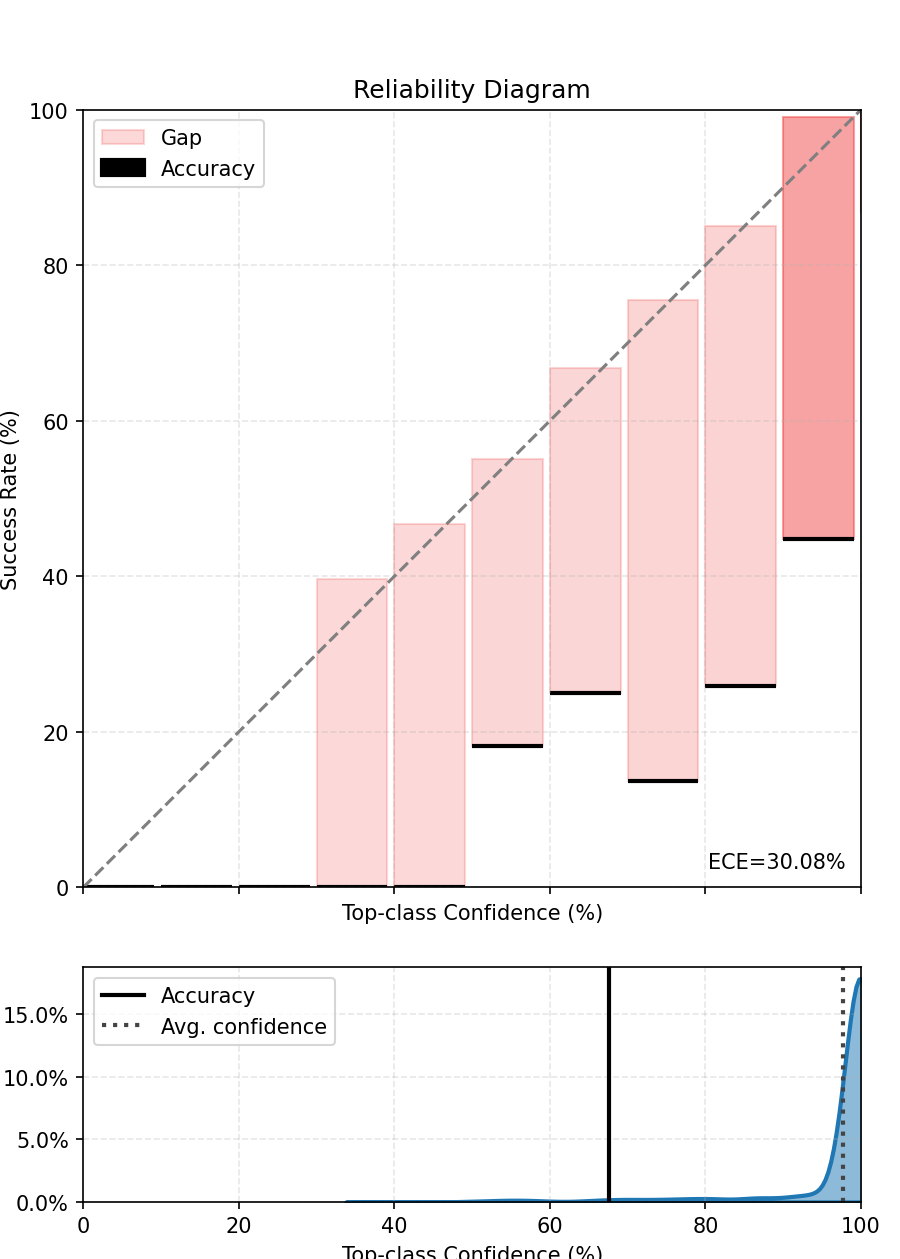 Reliability Diagram
100
80
60
40
20
0
Success Rate (%)
Gap
Accuracy
ECE=30.08%
Top-class Confidence (%)
15.0%
10.0%
5.0%
0.0%
Accuracy
Avg. confidence
0 20 40 60 80 100
Top-class Confidence (%)